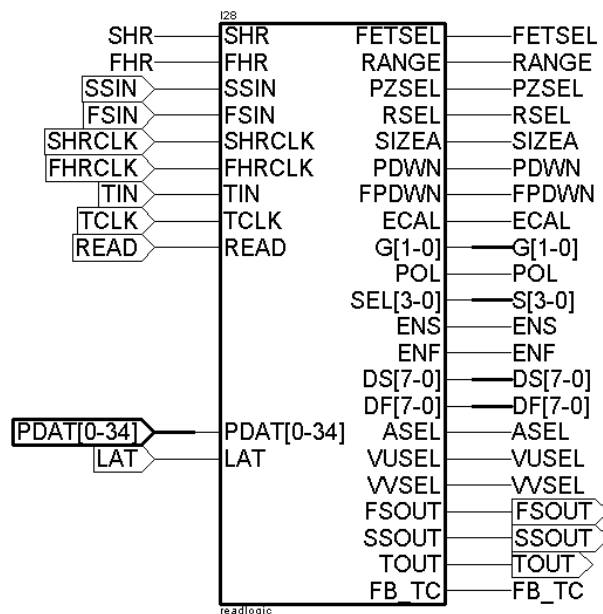 I28
SHR SHR FETSEL FETSEL
FHR FHR RANGE RANGE
SSIN SSIN PZSEL PZSEL
FSIN FSIN RSEL RSEL
SHRCLK SHRCLK SIZEA SIZEA
FHRCLK FHRCLK PDWN PDWN
TIN TIN FPDWN FPDWN
TCLK TCLK ECAL ECAL
READ READ G[1-0] G[1-0]
POL POL
SEL[3-0] S[3-0]
ENS ENS
ENF ENF
DS[7-0] DS[7-0]
DF[7-0] DF[7-0]
PDAT[0-34] PDAT[0-34] ASEL ASEL
LAT LAT VUSEL VUSEL
VVSEL VVSEL
FSOUT FSOUT
SSOUT SSOUT
TOUT TOUT
FB_TC FB_TC
readlogic